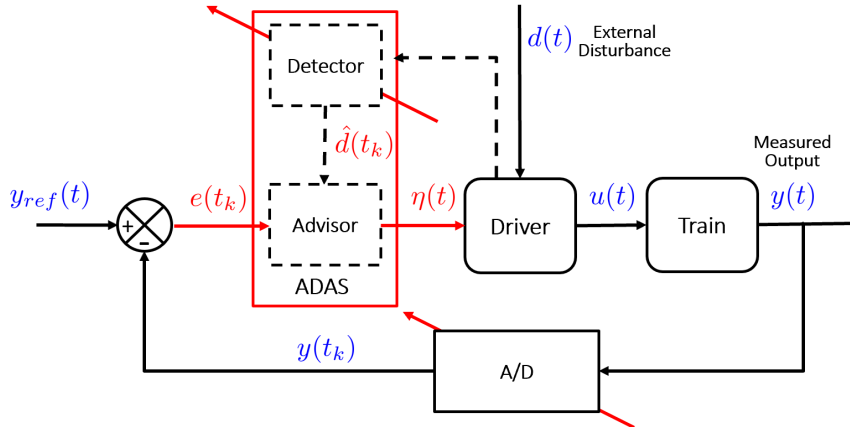 Detector
d(t)
External
Disturbance
d̂(t_k)
Measured
Output
y_ref(t)
e(t_k)
η(t)
u(t)
y(t)
+
-
Advisor
Driver
Train
ADAS
y(t_k)
A/D